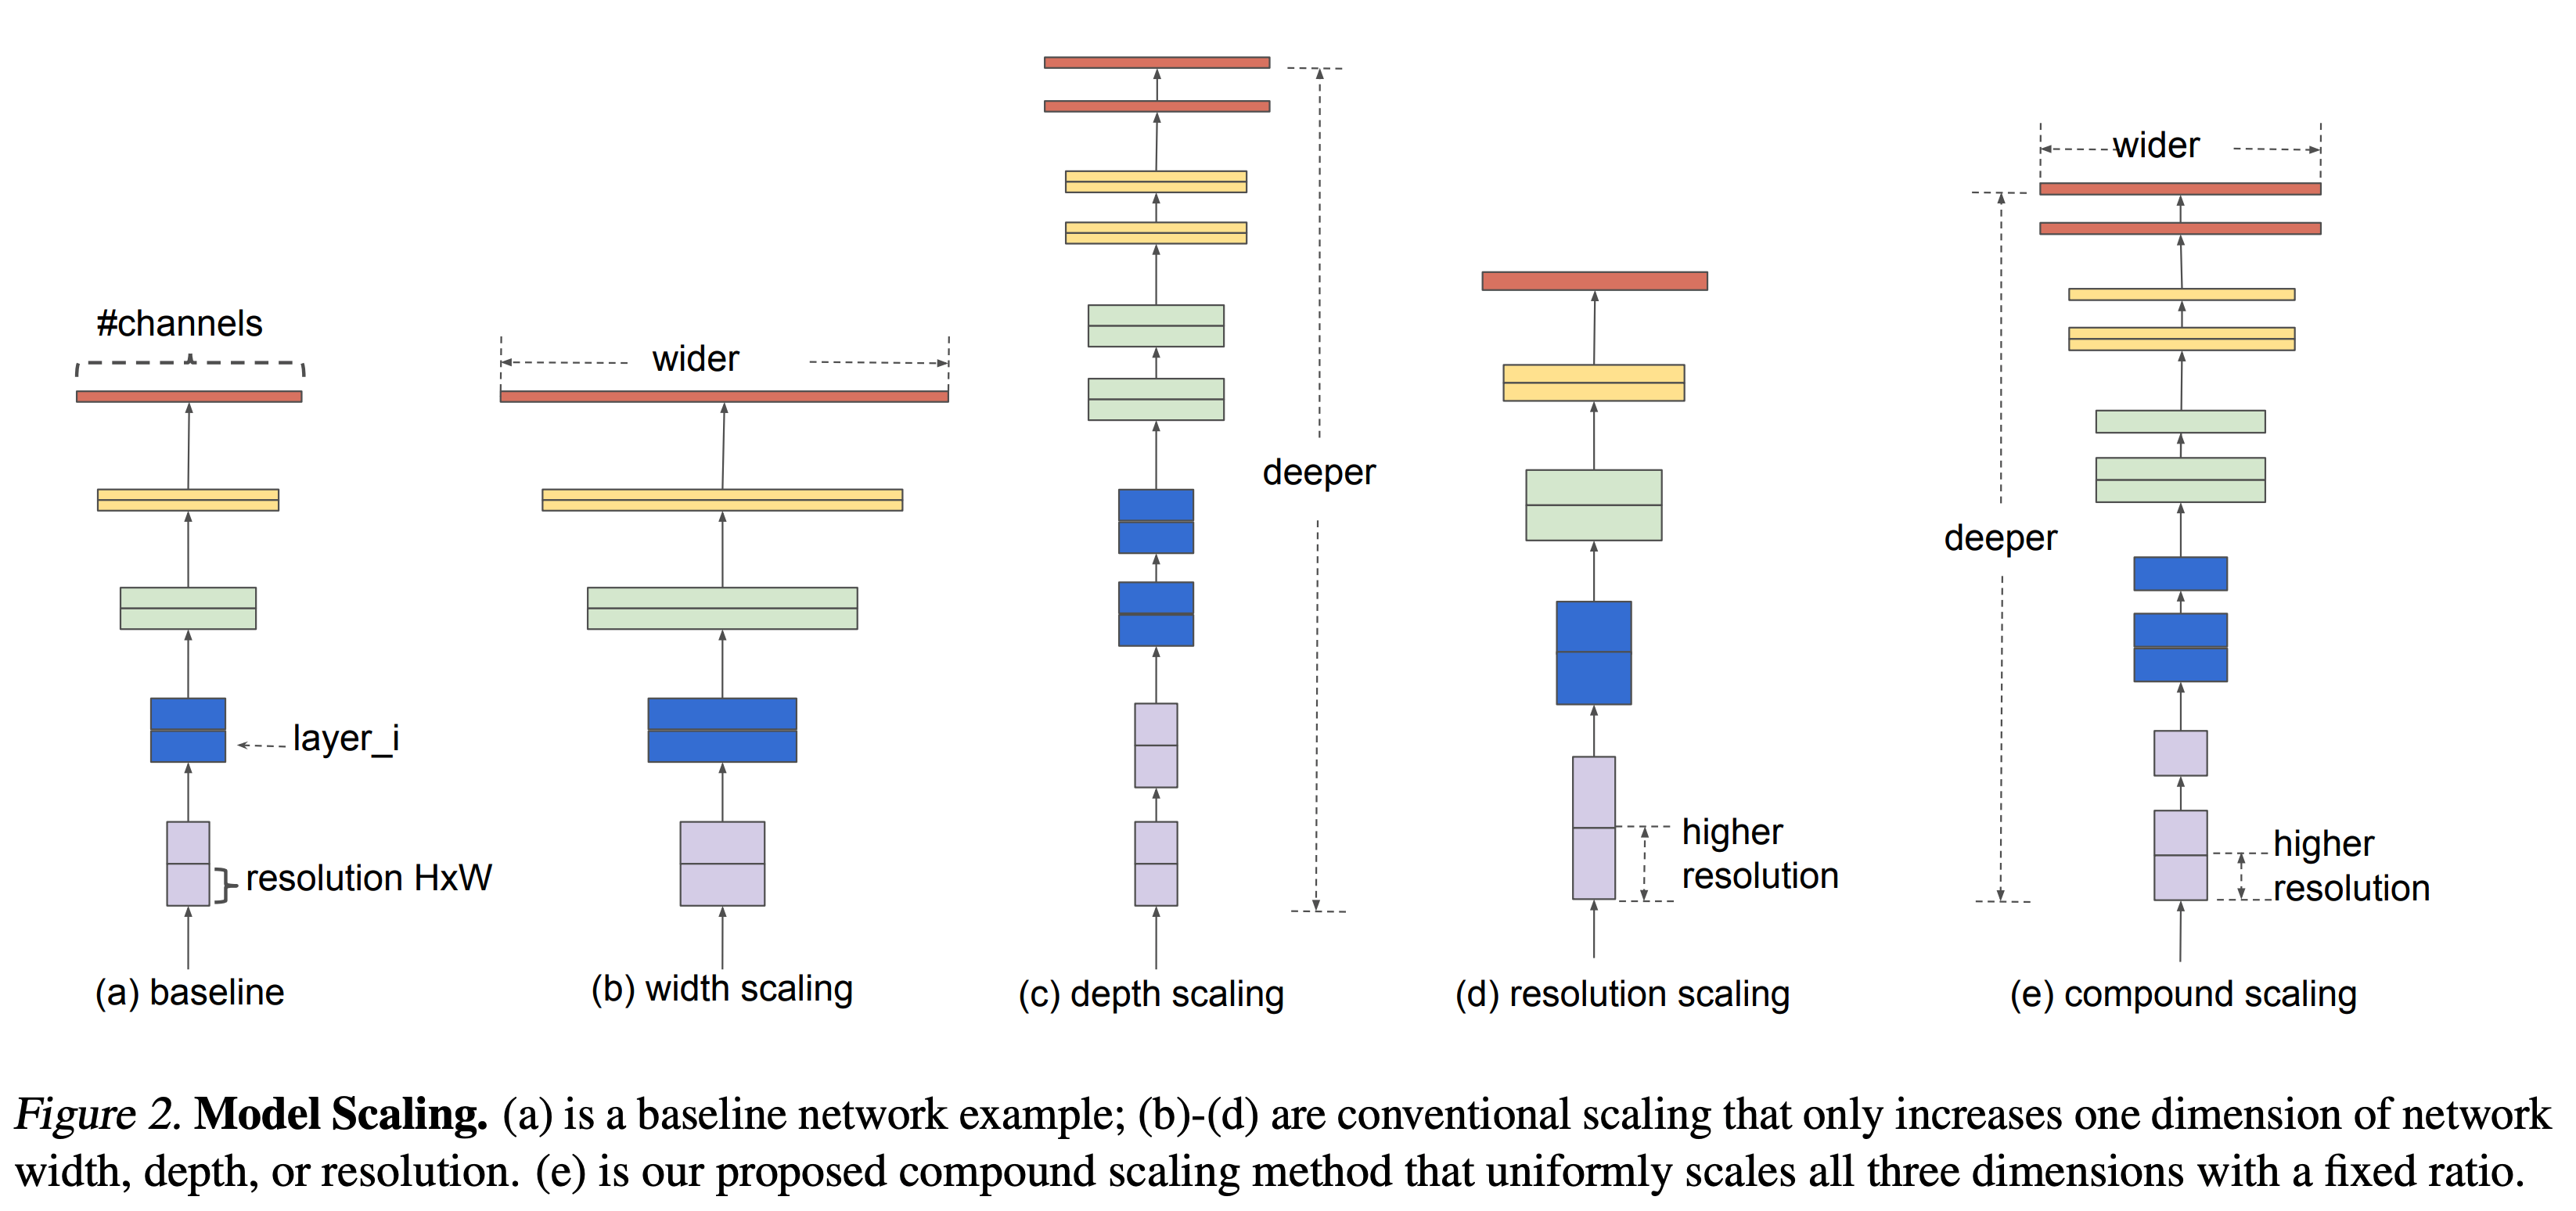 #channels
layer_i
resolution HxW
(a) baseline
wider
(b) width scaling
deeper
(c) depth scaling
higher
resolution
(d) resolution scaling
wider
deeper
higher
resolution
(e) compound scaling
Figure 2. Model Scaling. (a) is a baseline network example; (b)-(d) are conventional scaling that only increases one dimension of network
width, depth, or resolution. (e) is our proposed compound scaling method that uniformly scales all three dimensions with a fixed ratio.